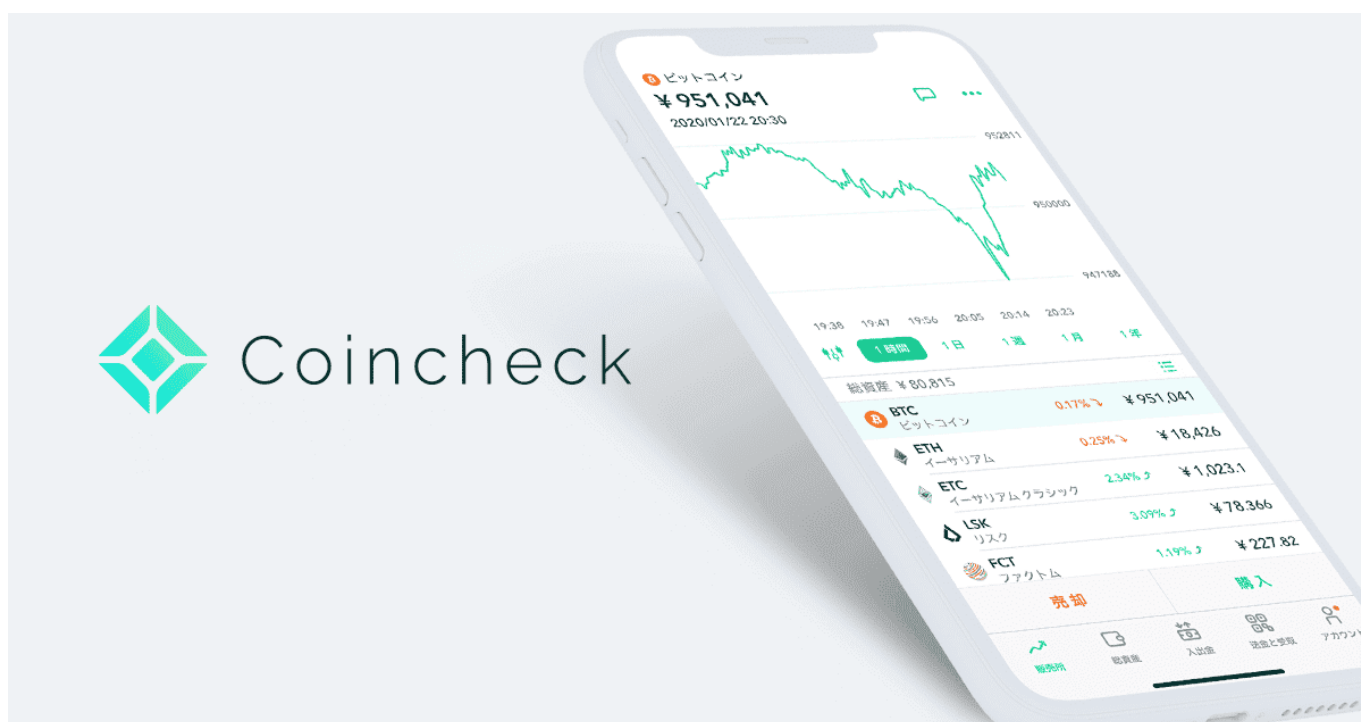 Coincheck
ビットコイン
¥ 951,041
2020/01/22 20:30
952811
950000
947188
19:38 19:47 19:56 20:05 20:14 20:23
1時間 1日 1週 1月 1年
総資産 ¥80,815
BTC 0.17% ¥951,041
ビットコイン
ETH 0.25% ¥18,426
イーサリアム
ETC 2.34% ¥1,023.1
イーサリアムクラシック
LSK 3.09% ¥78.366
リスク
FCT 1.19% ¥227.82
ファクトム
売却 購入
販売所 総資産 入出金 送金と受取 アカウント